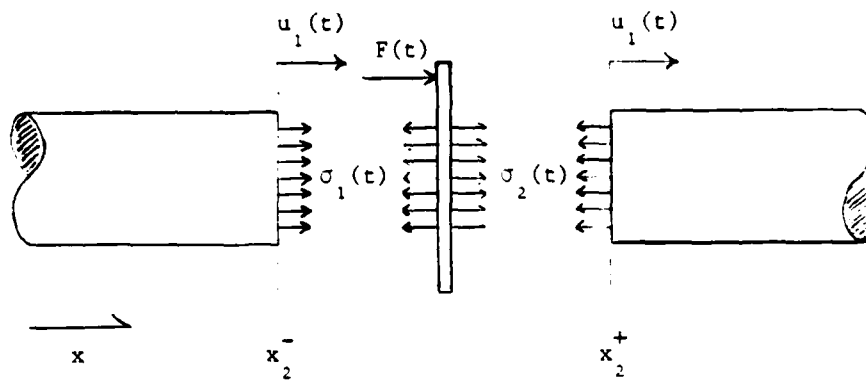 u₁(t)
F(t)
u₁(t)
σ₁(t)
σ₂(t)
x
x₂⁻
x₂⁺